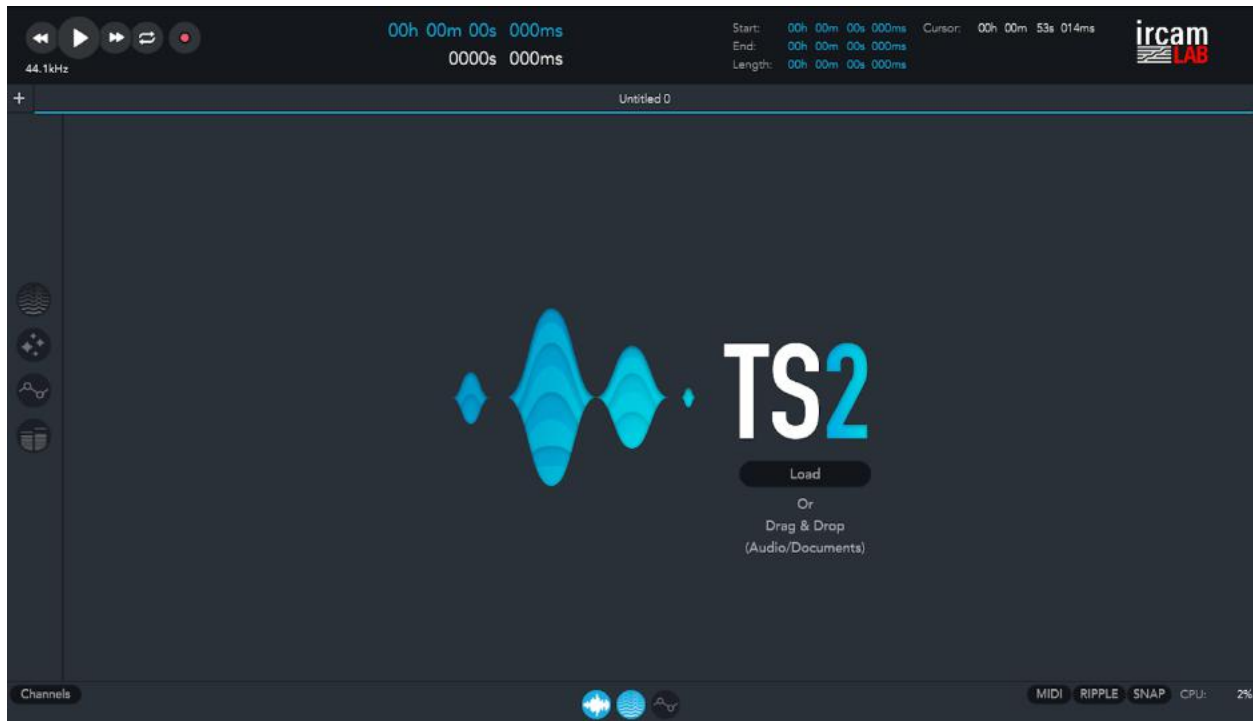 00h 00m 00s 000ms
0000s 000ms
Start: 00h 00m 00s 000ms Cursor: 00h 00m 53s 014ms
End: 00h 00m 00s 000ms
Length: 00h 00m 00s 000ms
ircam
LAB
44.1kHz
+ Untitled 0
TS2
Load
Or
Drag & Drop
(Audio/Documents)
Channels
MIDI RIPPLE SNAP CPU: 2%